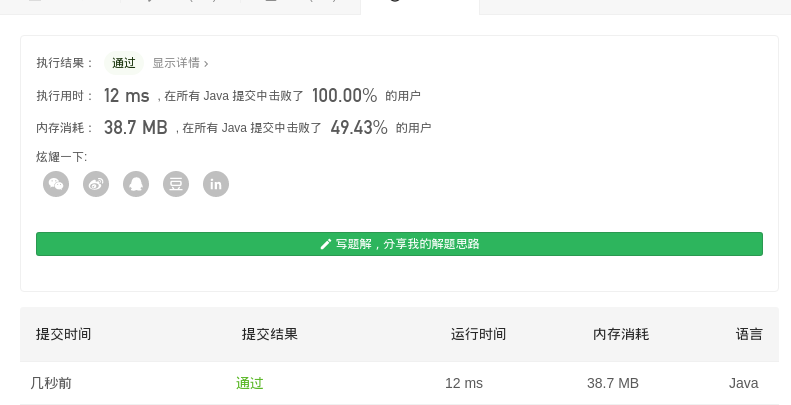 执行结果： 通过 显示详情 ›
执行用时： 12 ms , 在所有 Java 提交中击败了 100.00% 的用户
内存消耗： 38.7 MB , 在所有 Java 提交中击败了 49.43% 的用户
炫耀一下:
豆 in
写题解，分享我的解题思路
提交时间 提交结果 运行时间 内存消耗 语言
几秒前 通过 12 ms 38.7 MB Java